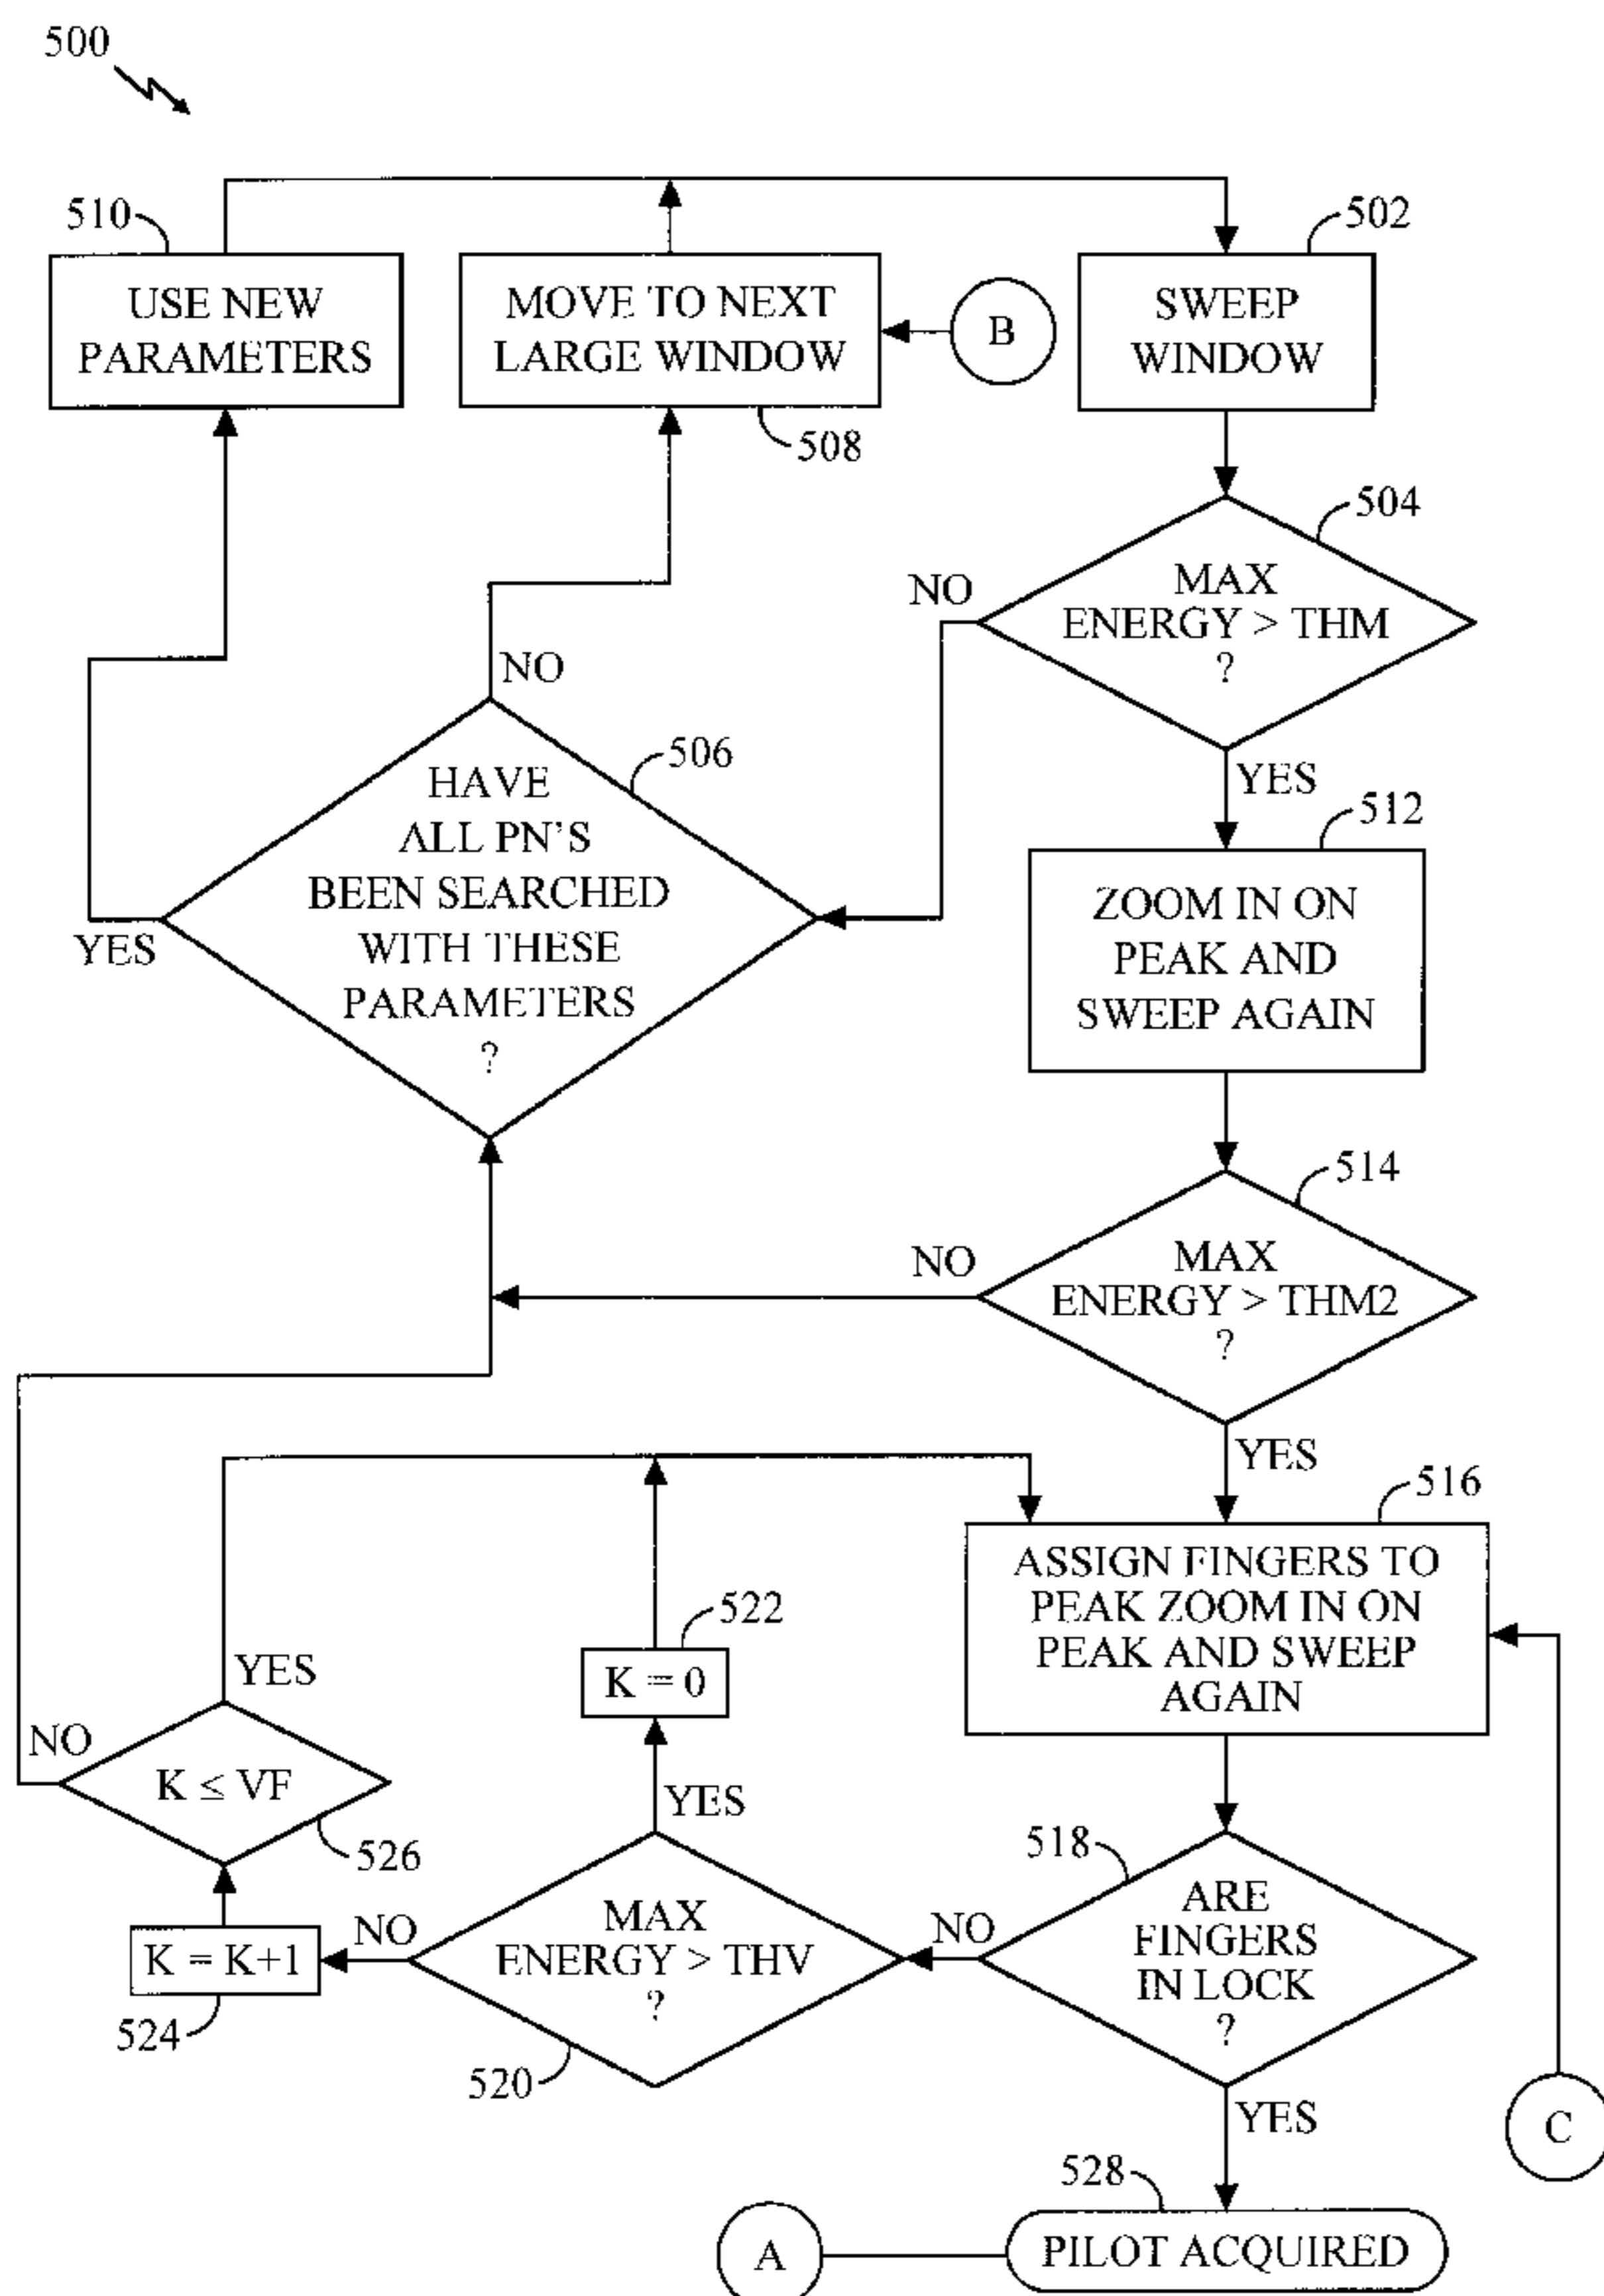 500
510
502
USE NEW
PARAMETERS
MOVE TO NEXT
LARGE WINDOW
B
SWEEP
WINDOW
508
504
MAX
ENERGY > THM
?
NO
YES
NO
506
HAVE
ALL PN'S
BEEN SEARCHED
WITH THESE
PARAMETERS
?
YES
512
ZOOM IN ON
PEAK AND
SWEEP AGAIN
514
MAX
ENERGY > THM2
?
NO
YES
516
ASSIGN FINGERS TO
PEAK ZOOM IN ON
PEAK AND SWEEP
AGAIN
522
K = 0
YES
NO
K ≤ VF
526
YES
518
ARE
FINGERS
IN LOCK
?
NO
MAX
ENERGY > THV
?
NO
K = K+1
524
520
YES
C
528
A
PILOT ACQUIRED